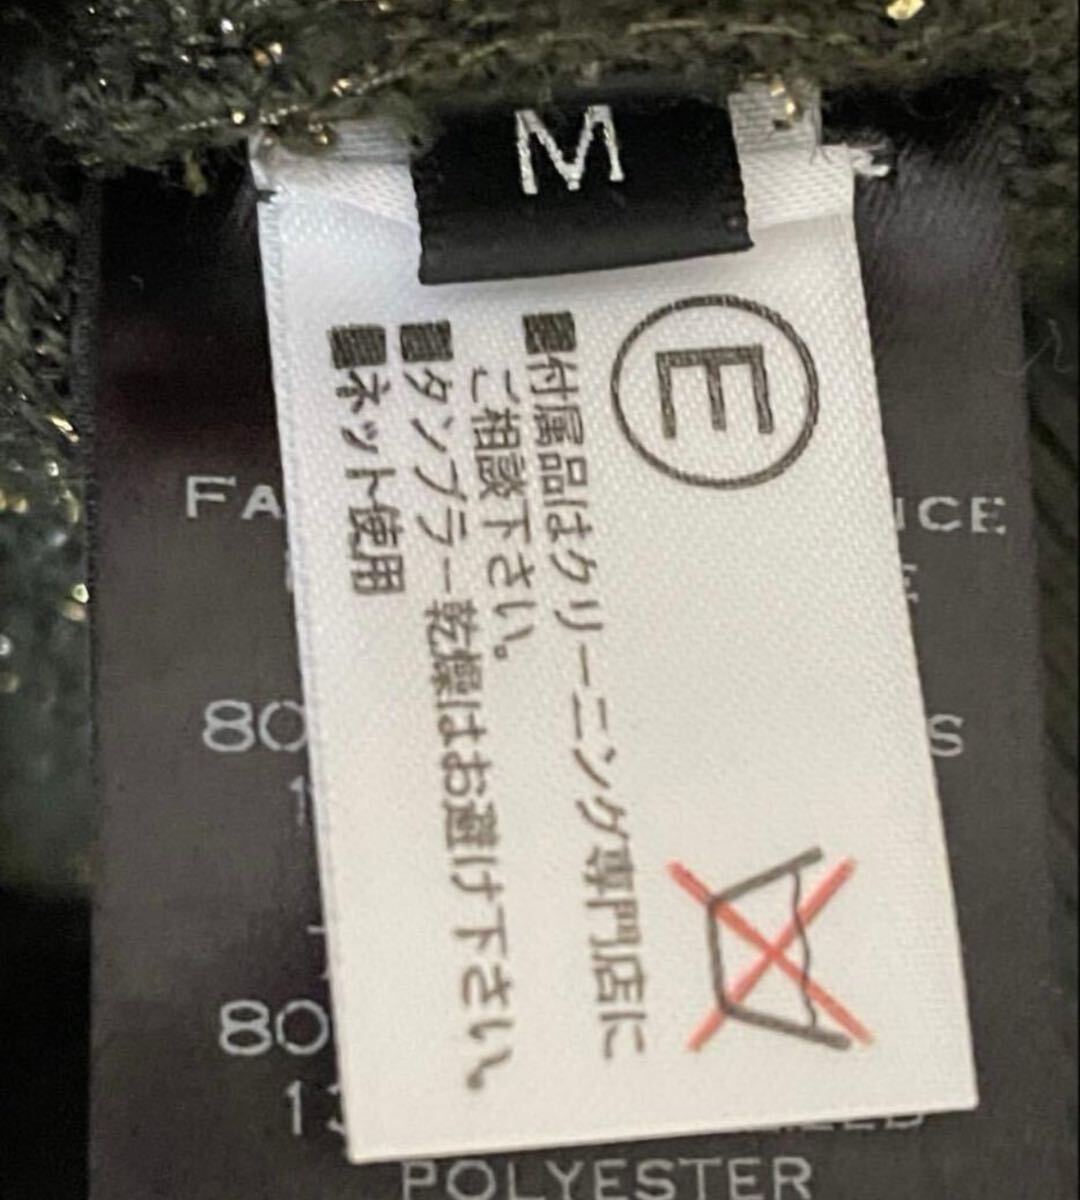 M
E
■付属品はクリーニング専門店に
ご相談下さい。
■タンブラー乾燥はお避け下さい。
■ネット使用
FA
ICE
80
S
80
POLYESTER